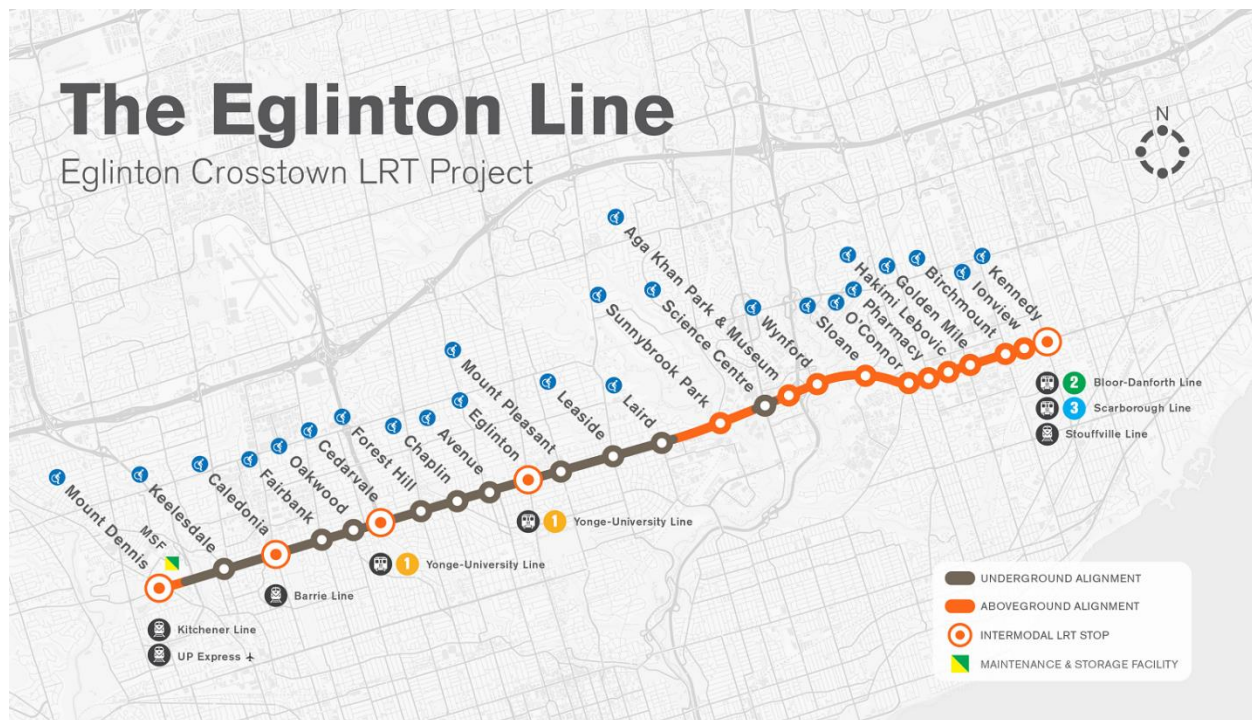 The Eglinton Line
Eglinton Crosstown LRT Project
N
Mount Dennis
MSF
Keelesdale
Caledonia
Fairbank
Oakwood
Cedarvale
Forest Hill
Chaplin
Avenue
Eglinton
Mount Pleasant
Leaside
Laird
Sunnybrook Park
Science Centre
Aga Khan Park & Museum
Wynford
Sloane
O'Connor
Pharmacy
Hakimi Lebovic
Golden Mile
Birchmount
Ionview
Kennedy
2 Bloor-Danforth Line
3 Scarborough Line
Stouffville Line
1 Yonge-University Line
1 Yonge-University Line
Barrie Line
Kitchener Line
UP Express
UNDERGROUND ALIGNMENT
ABOVEGROUND ALIGNMENT
INTERMODAL LRT STOP
MAINTENANCE & STORAGE FACILITY